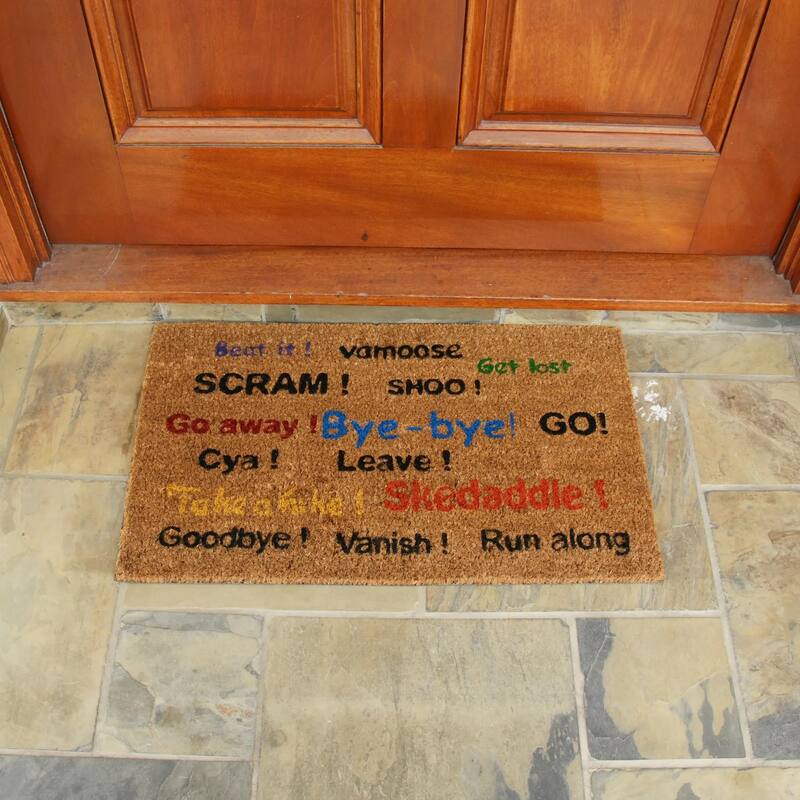 Beat it ! vamoose
Get lost
SCRAM ! SHOO !
Go away ! Bye-bye! GO!
Cya ! Leave !
Take a hike ! Skedaddle !
Goodbye ! Vanish ! Run along